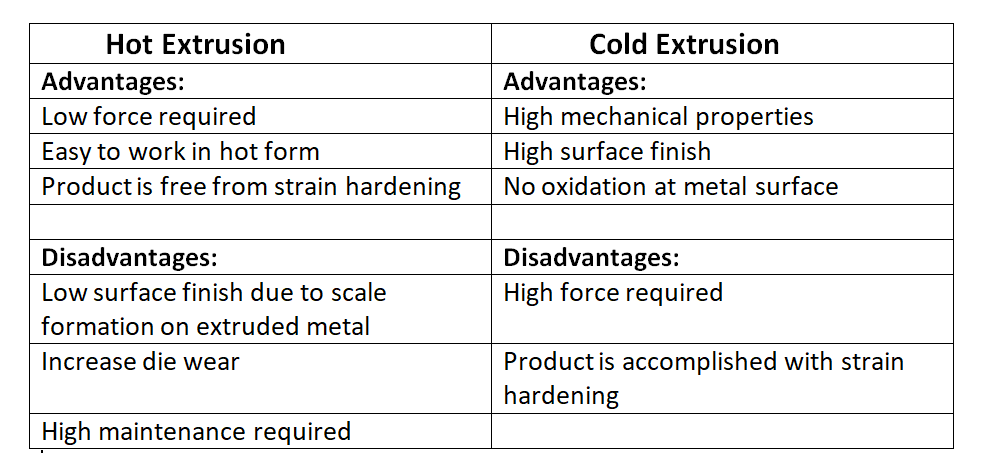 Hot Extrusion
Cold Extrusion
Advantages:
Advantages:
Low force required
High mechanical properties
Easy to work in hot form
High surface finish
Product is free from strain hardening
No oxidation at metal surface
Disadvantages:
Disadvantages:
Low surface finish due to scale
formation on extruded metal
High force required
Increase die wear
Product is accomplished with strain
hardening
High maintenance required